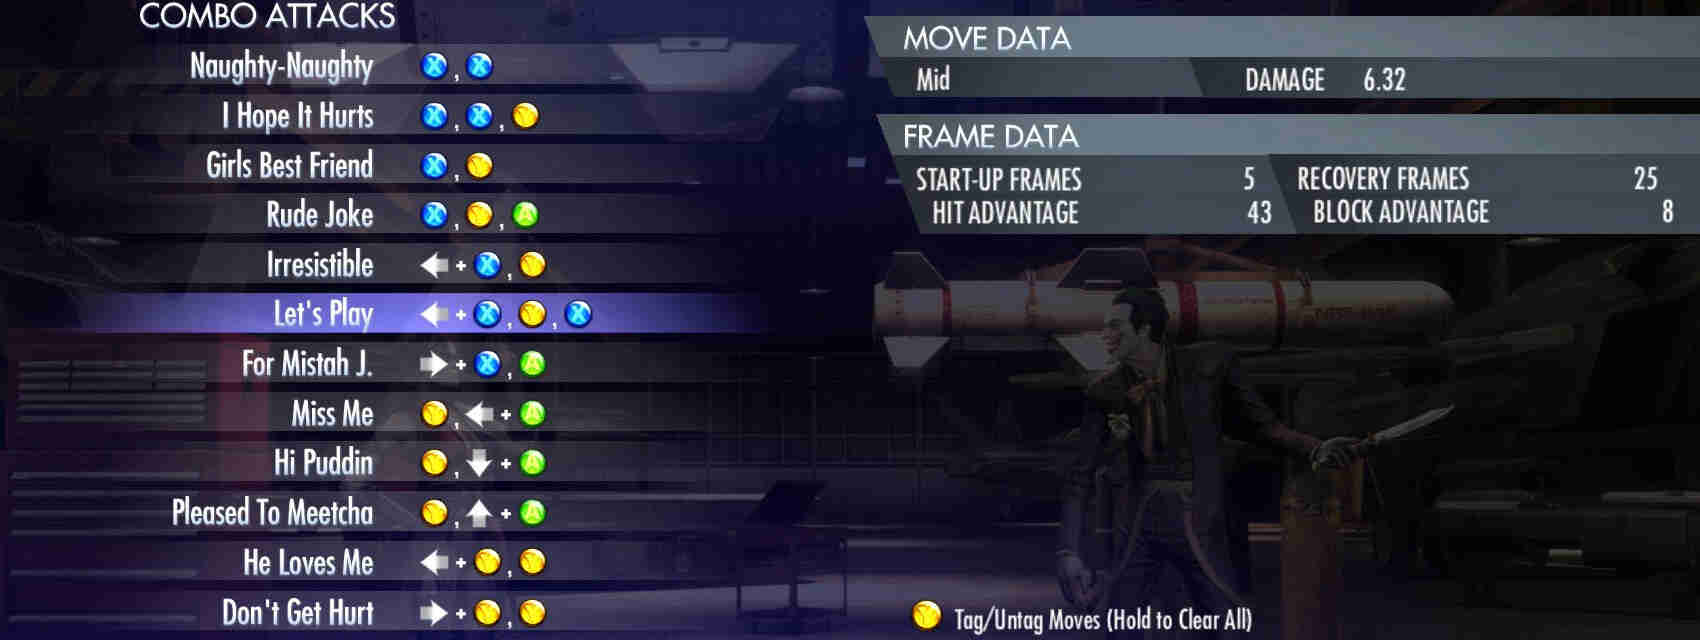 COMBO ATTACKS
Naughty-Naughty X, X
I Hope It Hurts X, X, Y
Girls Best Friend X, Y
Rude Joke X, Y, A
Irresistible ← + X, Y
Let's Play ← + X, Y, X
For Mistah J. → + X, A
Miss Me Y, ← + A
Hi Puddin Y, ↓ + A
Pleased To Meetcha Y, ↑ + A
He Loves Me ← + Y, Y
Don't Get Hurt → + Y, Y
MOVE DATA
Mid DAMAGE 6.32
FRAME DATA
START-UP FRAMES 5 RECOVERY FRAMES 25
HIT ADVANTAGE 43 BLOCK ADVANTAGE 8
Y Tag/Untag Moves (Hold to Clear All)